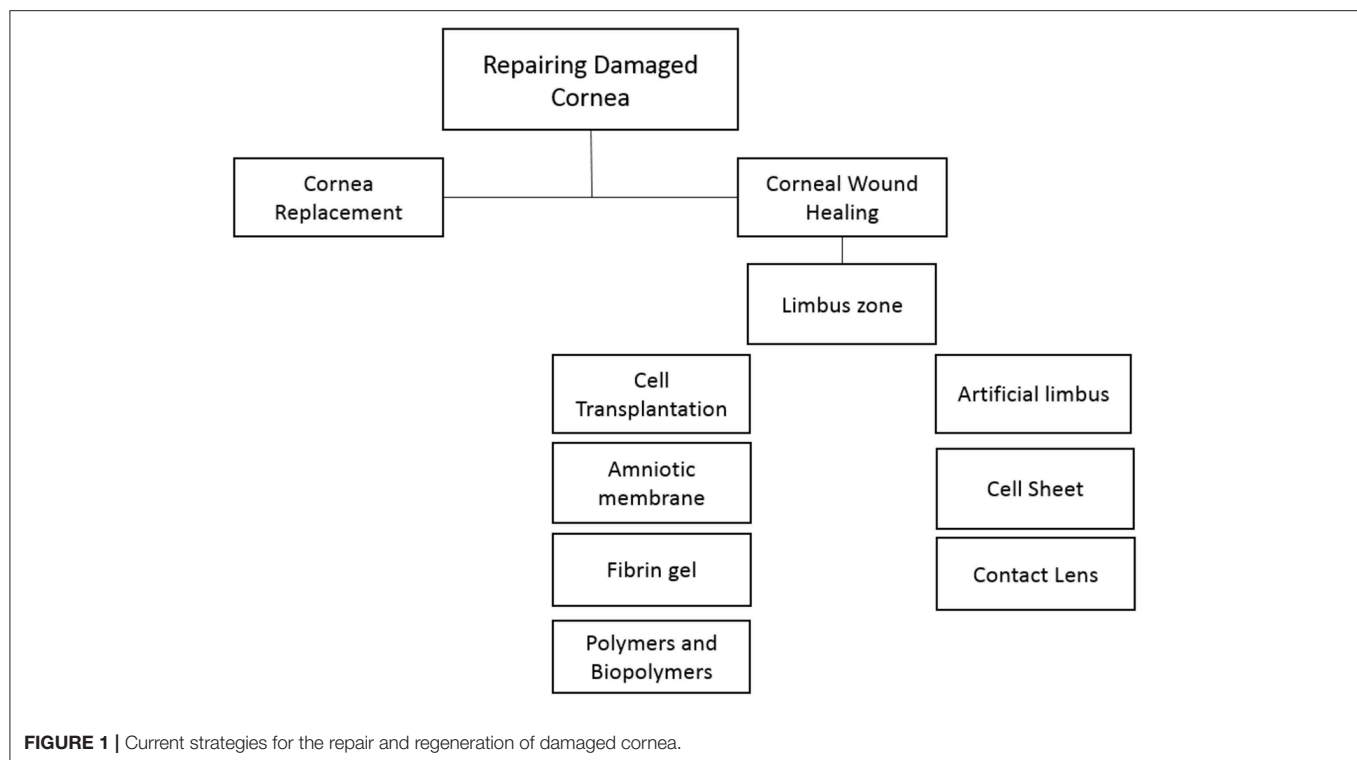 Repairing Damaged
Cornea
Cornea
Replacement
Corneal Wound
Healing
Limbus zone
Cell
Transplantation
Artificial limbus
Amniotic
membrane
Cell Sheet
Fibrin gel
Contact Lens
Polymers and
Biopolymers
FIGURE 1 | Current strategies for the repair and regeneration of damaged cornea.